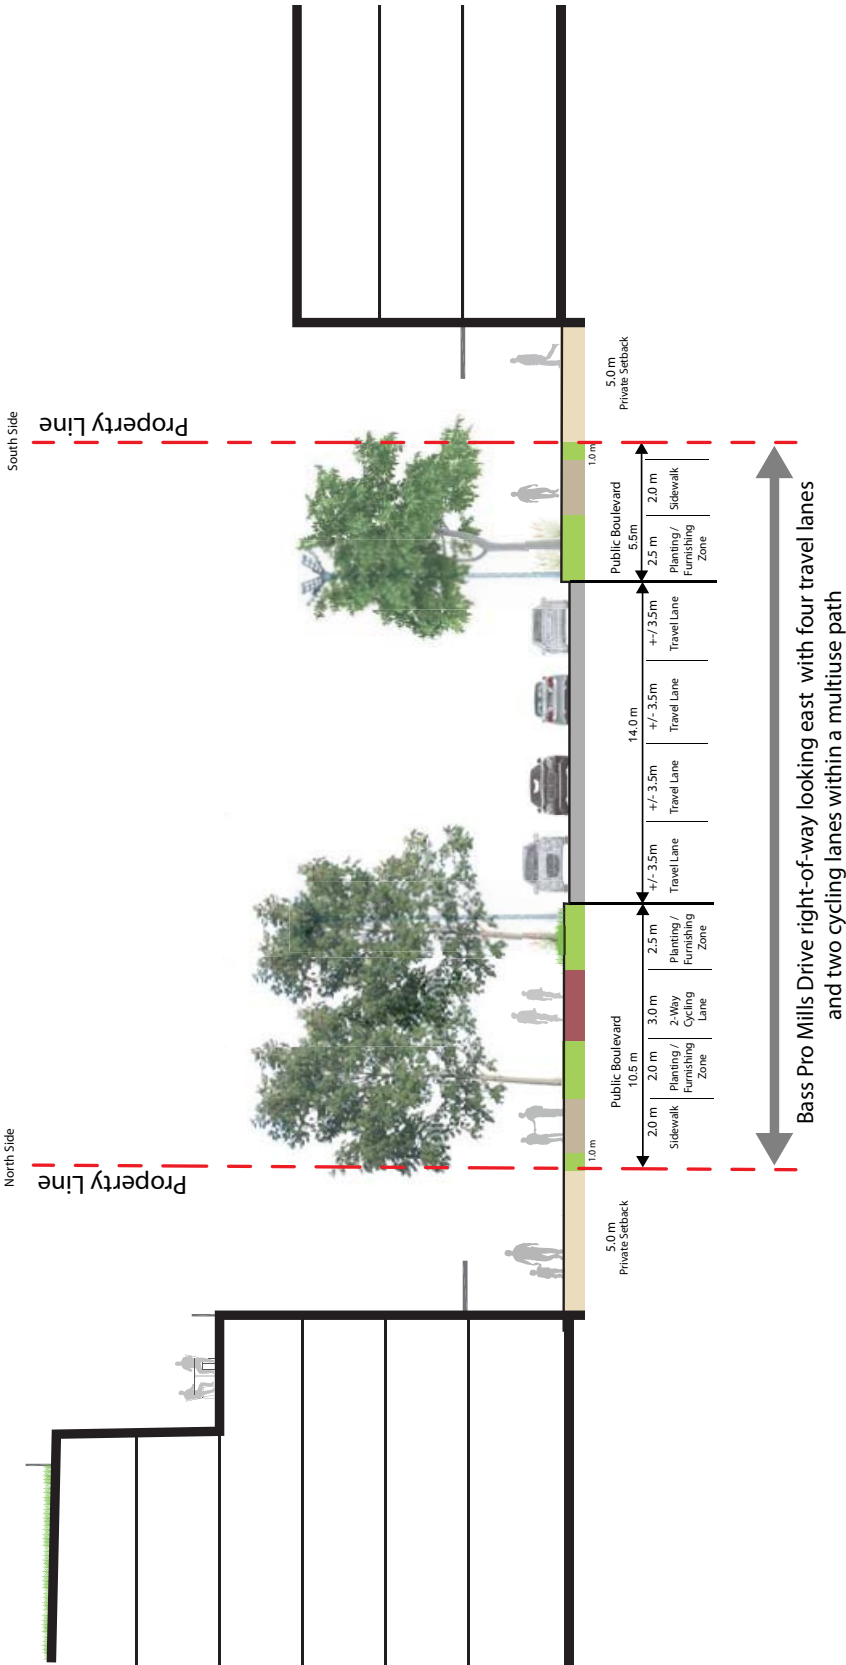 North Side
South Side
Property Line
Property Line
5.0 m
Private Setback
1.0 m
Public Boulevard
10.5 m
2.0 m
Sidewalk
2.0 m
Planting /
Furnishing
Zone
3.0 m
2-Way
Cycling
Lane
2.5 m
Planting /
Furnishing
Zone
14.0 m
+/- 3.5m
Travel Lane
+/- 3.5m
Travel Lane
+/- 3.5m
Travel Lane
+-/ 3.5m
Travel Lane
Public Boulevard
5.5m
2.5 m
Planting /
Furnishing
Zone
2.0 m
Sidewalk
1.0 m
5.0 m
Private Setback
Bass Pro Mills Drive right-of-way looking east with four travel lanes
and two cycling lanes within a multiuse path